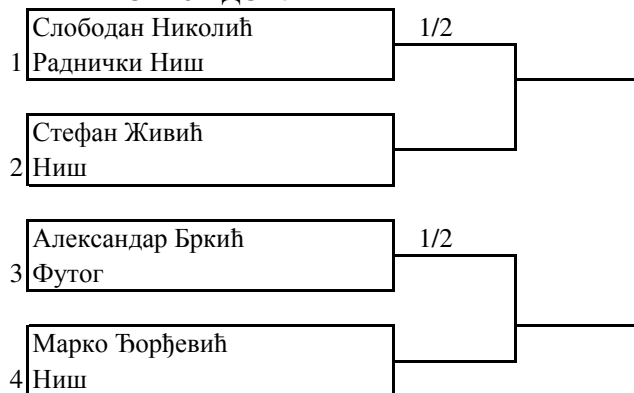 Слободан Николић 1/2
1 Раднички Ниш
Стефан Живић
2 Ниш
Александар Бркић 1/2
3 Футог
Марко Ђорђевић
4 Ниш